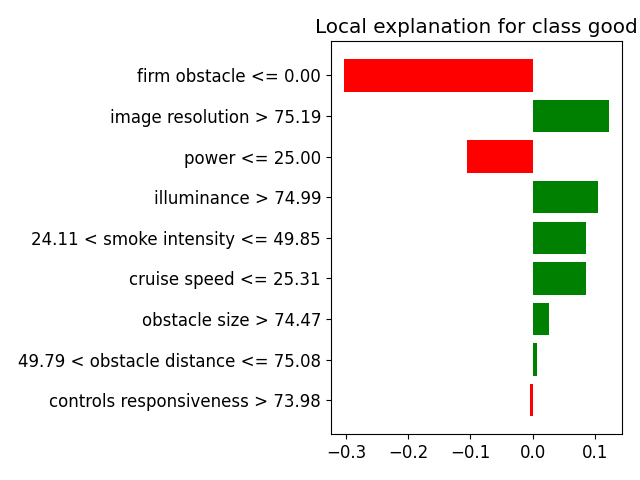 Local explanation for class good
firm obstacle <= 0.00
image resolution > 75.19
power <= 25.00
illuminance > 74.99
24.11 < smoke intensity <= 49.85
cruise speed <= 25.31
obstacle size > 74.47
49.79 < obstacle distance <= 75.08
controls responsiveness > 73.98
−0.3 −0.2 −0.1 0.0 0.1